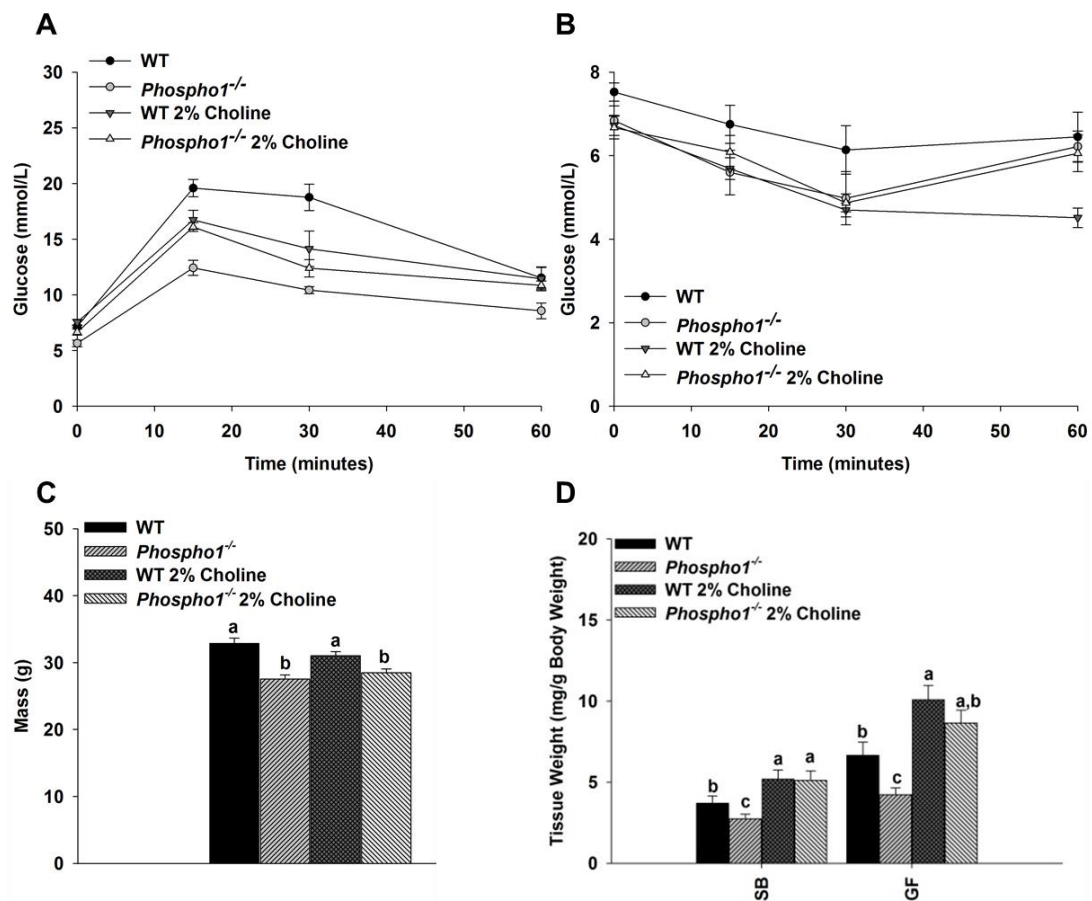 A
WT
Phospho1-/-
WT 2% Choline
Phospho1-/- 2% Choline
30
25
20
15
10
5
0
Glucose (mmol/L)
0 10 20 30 40 50 60
Time (minutes)
B
8
6
4
2
0
Glucose (mmol/L)
WT
Phospho1-/-
WT 2% Choline
Phospho1-/- 2% Choline
0 10 20 30 40 50 60
Time (minutes)
C
WT
Phospho1-/-
WT 2% Choline
Phospho1-/- 2% Choline
50
40
30
20
10
0
Mass (g)
a b a b
D
WT
Phospho1-/-
WT 2% Choline
Phospho1-/- 2% Choline
20
15
10
5
0
Tissue Weight (mg/g Body Weight)
b c a a b c a a,b
SB GF